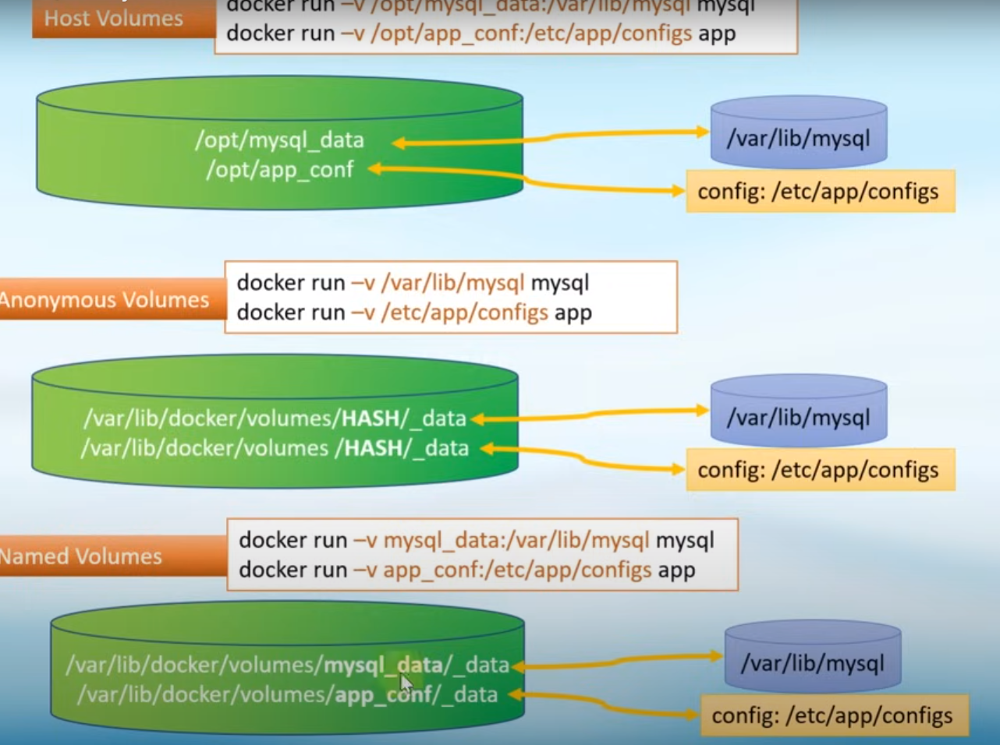 docker run –v /opt/mysql_data:/var/lib/mysql mysql
Host Volumes
docker run –v /opt/app_conf:/etc/app/configs app
/opt/mysql_data
/var/lib/mysql
/opt/app_conf
config: /etc/app/configs
docker run –v /var/lib/mysql mysql
Anonymous Volumes
docker run –v /etc/app/configs app
/var/lib/docker/volumes/HASH/_data
/var/lib/mysql
/var/lib/docker/volumes /HASH/_data
config: /etc/app/configs
docker run –v mysql_data:/var/lib/mysql mysql
Named Volumes
docker run –v app_conf:/etc/app/configs app
/var/lib/docker/volumes/mysql_data/_data
/var/lib/mysql
/var/lib/docker/volumes/app_conf/_data
config: /etc/app/configs